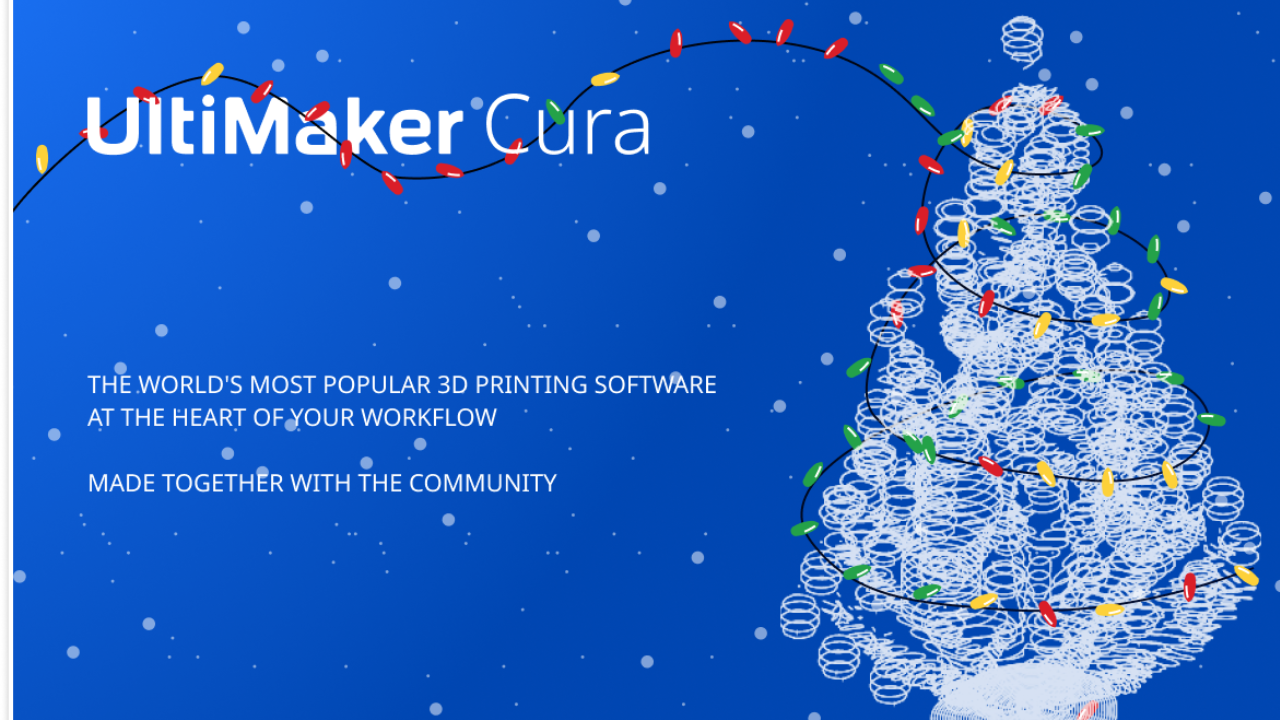 UltiMaker Cura
THE WORLD'S MOST POPULAR 3D PRINTING SOFTWARE
AT THE HEART OF YOUR WORKFLOW
MADE TOGETHER WITH THE COMMUNITY